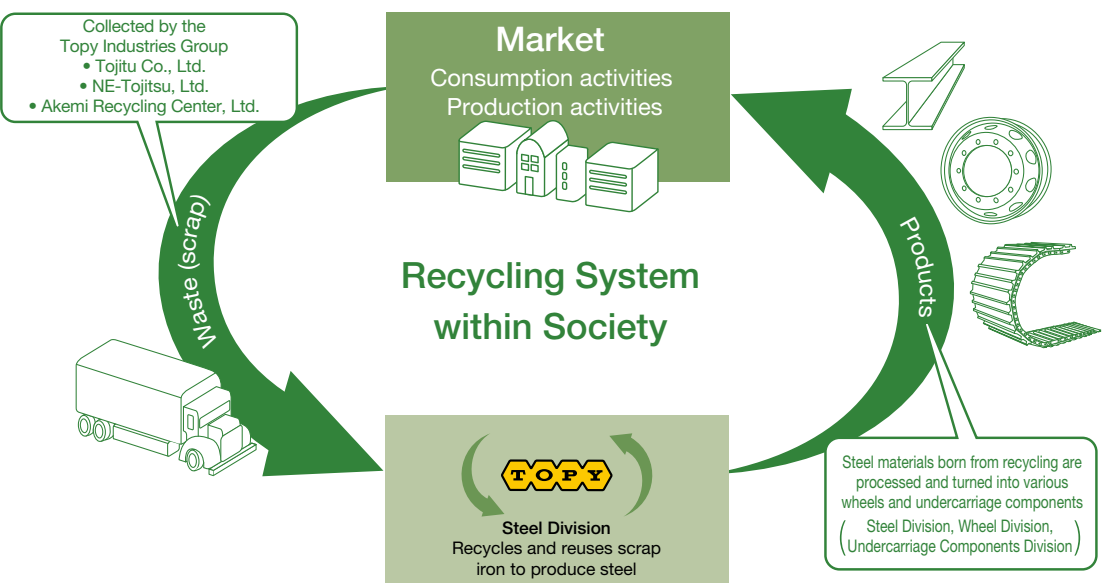 Collected by the
Topy Industries Group
• Tojitu Co., Ltd.
• NE-Tojitsu, Ltd.
• Akemi Recycling Center, Ltd.
Market
Consumption activities
Production activities
Waste (scrap)
Products
Recycling System
within Society
TOPY
Steel Division
Recycles and reuses scrap
iron to produce steel
Steel materials born from recycling are
processed and turned into various
wheels and undercarriage components
(Steel Division, Wheel Division,
Undercarriage Components Division)